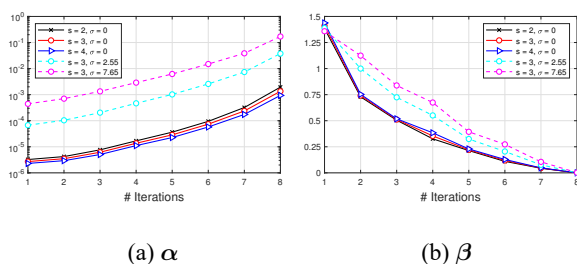 10^0
10^-1
10^-2
10^-3
10^-4
10^-5
10^-6
s = 2, σ = 0
s = 3, σ = 0
s = 4, σ = 0
s = 3, σ = 2.55
s = 3, σ = 7.65
1 2 3 4 5 6 7 8
# Iterations
(a) α
1.5
1.25
1
0.75
0.5
0.25
0
s = 2, σ = 0
s = 3, σ = 0
s = 4, σ = 0
s = 3, σ = 2.55
s = 3, σ = 7.65
1 2 3 4 5 6 7 8
# Iterations
(b) β